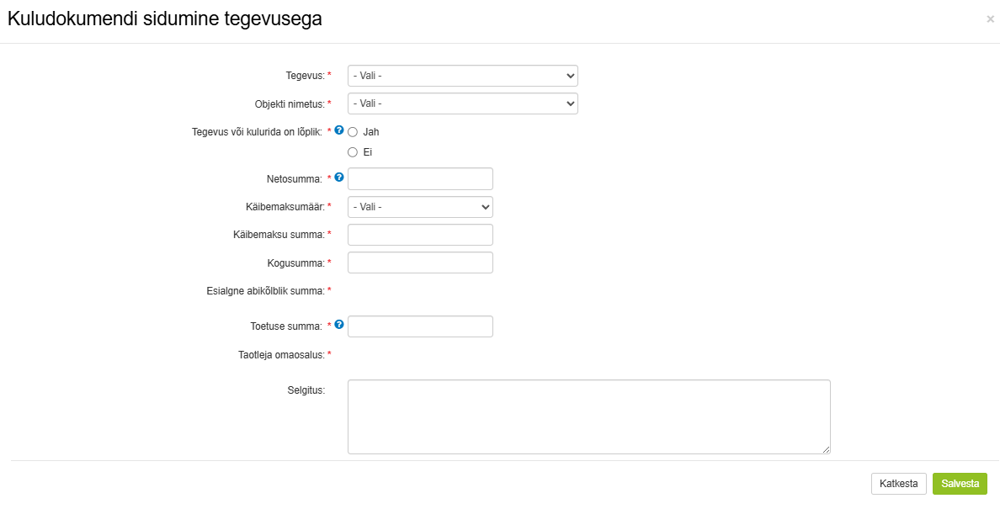 Kuludokumendi sidumine tegevusega ×
Tegevus: * - Vali -
Objekti nimetus: * - Vali -
Tegevus või kulurida on lõplik: * ? Jah
Ei
Netosumma: * ?
Käibemaksumäär: * - Vali -
Käibemaksu summa: *
Kogusumma: *
Esialgne abikõlblik summa: *
Toetuse summa: * ?
Taotleja omaosalus: *
Selgitus:
Katkesta Salvesta